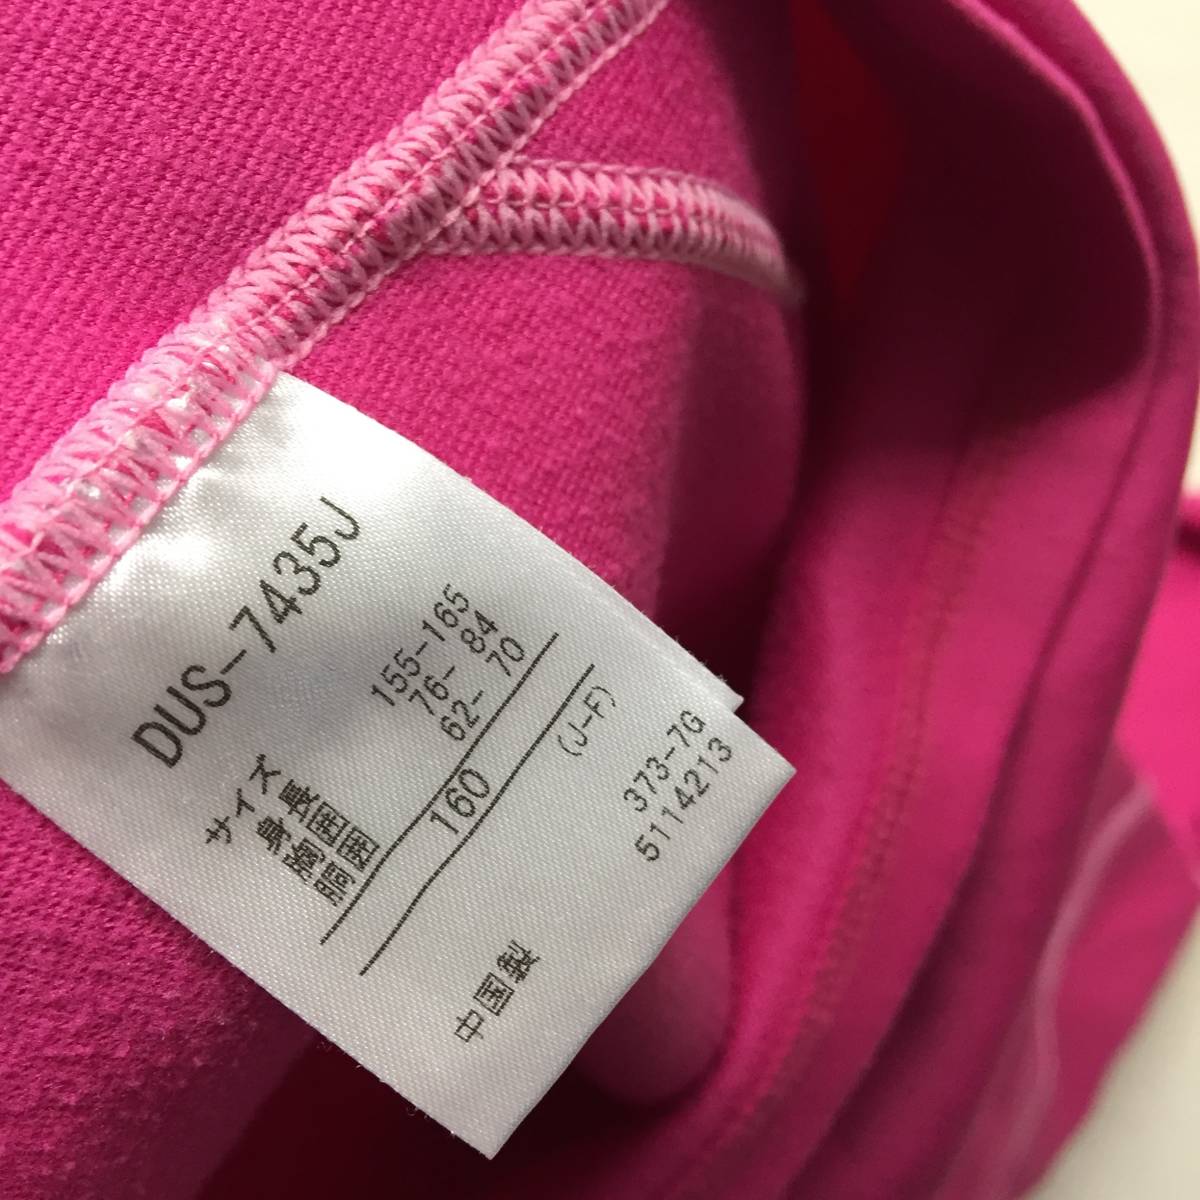 DUS-7435J
サイズ
身長 155-165
胸囲 76- 84
胴囲 62- 70
160
(J-F)
373-7G
5114213
中国製